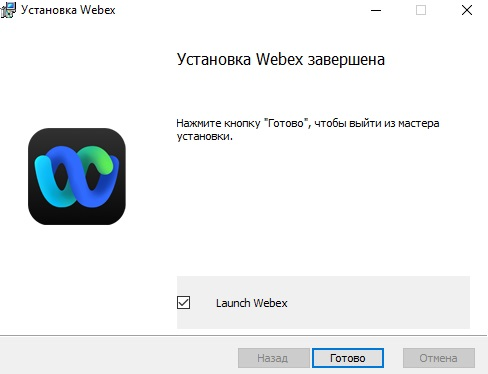 Установка Webex
Установка Webex завершена
Нажмите кнопку "Готово", чтобы выйти из мастера
установки.
Launch Webex
Назад
Готово
Отмена